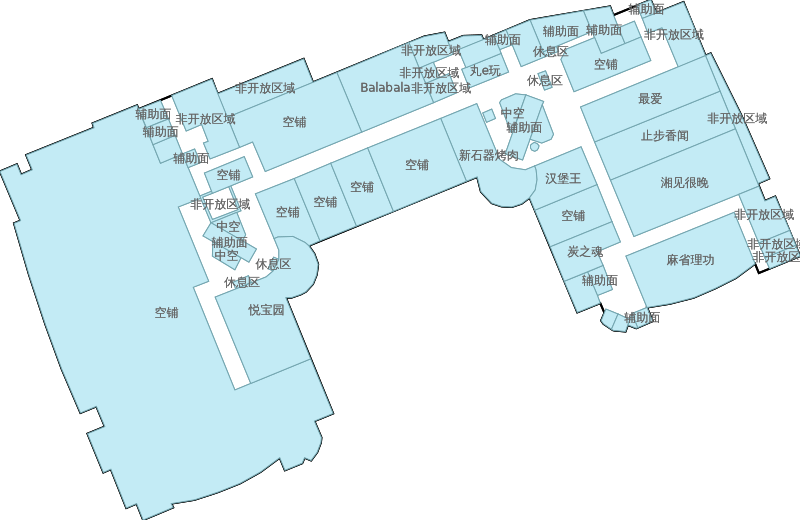 辅助面
辅助面
辅助面
辅助面
非开放区域
休息区
非开放区域
空铺
非开放区域
丸e玩
休息区
非开放区域
Balabala非开放区域
最爱
辅助面
非开放区域
空铺
中空
辅助面
非开放区域
辅助面
止步香闻
辅助面
新石器烤肉
空铺
空铺
汉堡王
湘见很晚
空铺
空铺
非开放区域
空铺
空铺
非开放区域
中空
辅助面
非开放区域
中空
炭之魂
非开放区
麻省理功
休息区
休息区
辅助面
空铺
悦宝园
辅助面